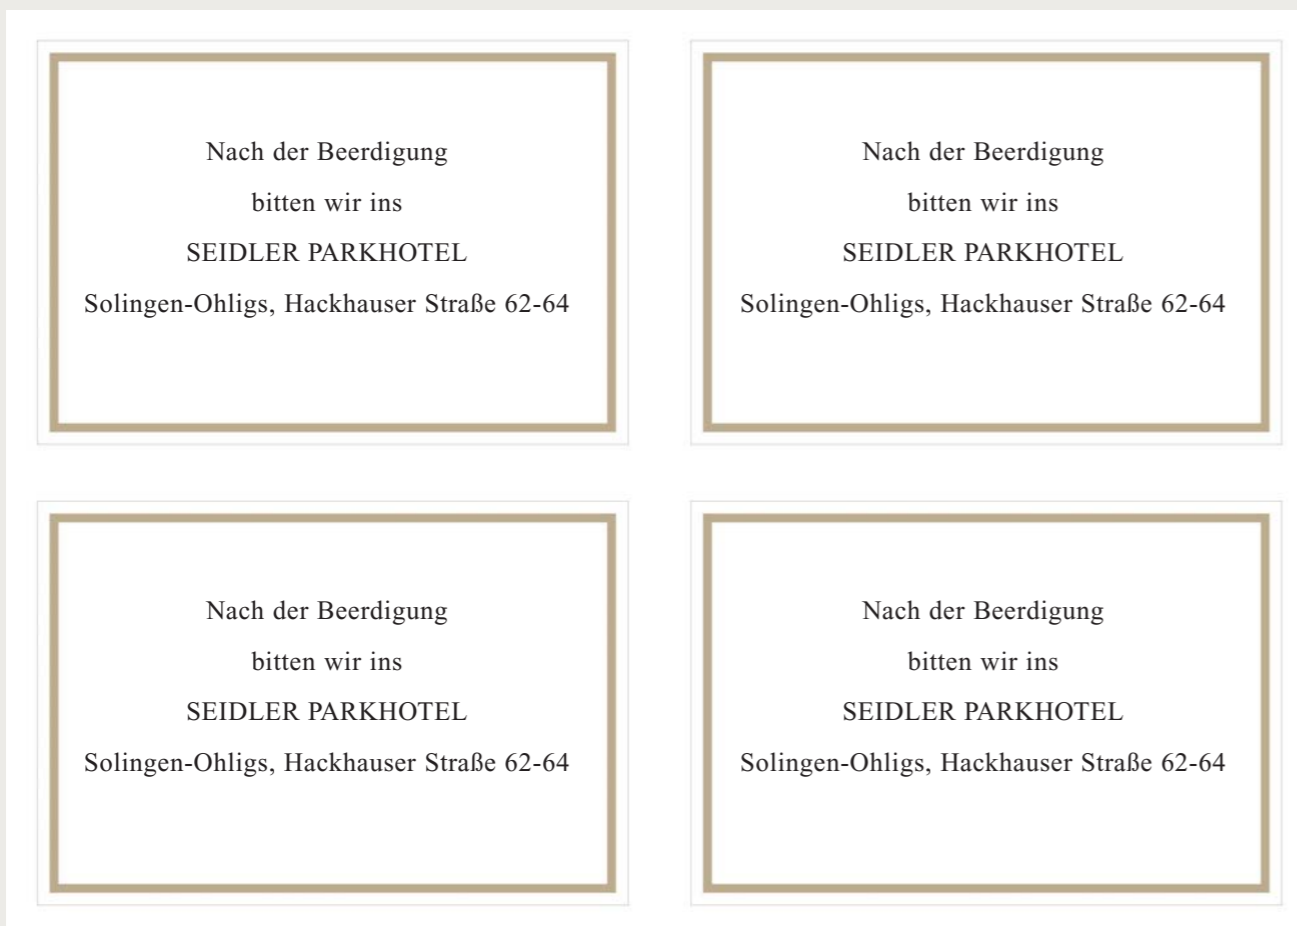 Nach der Beerdigung
bitten wir ins
SEIDLER PARKHOTEL
Solingen-Ohligs, Hackhauser Straße 62-64
Nach der Beerdigung
bitten wir ins
SEIDLER PARKHOTEL
Solingen-Ohligs, Hackhauser Straße 62-64
Nach der Beerdigung
bitten wir ins
SEIDLER PARKHOTEL
Solingen-Ohligs, Hackhauser Straße 62-64
Nach der Beerdigung
bitten wir ins
SEIDLER PARKHOTEL
Solingen-Ohligs, Hackhauser Straße 62-64